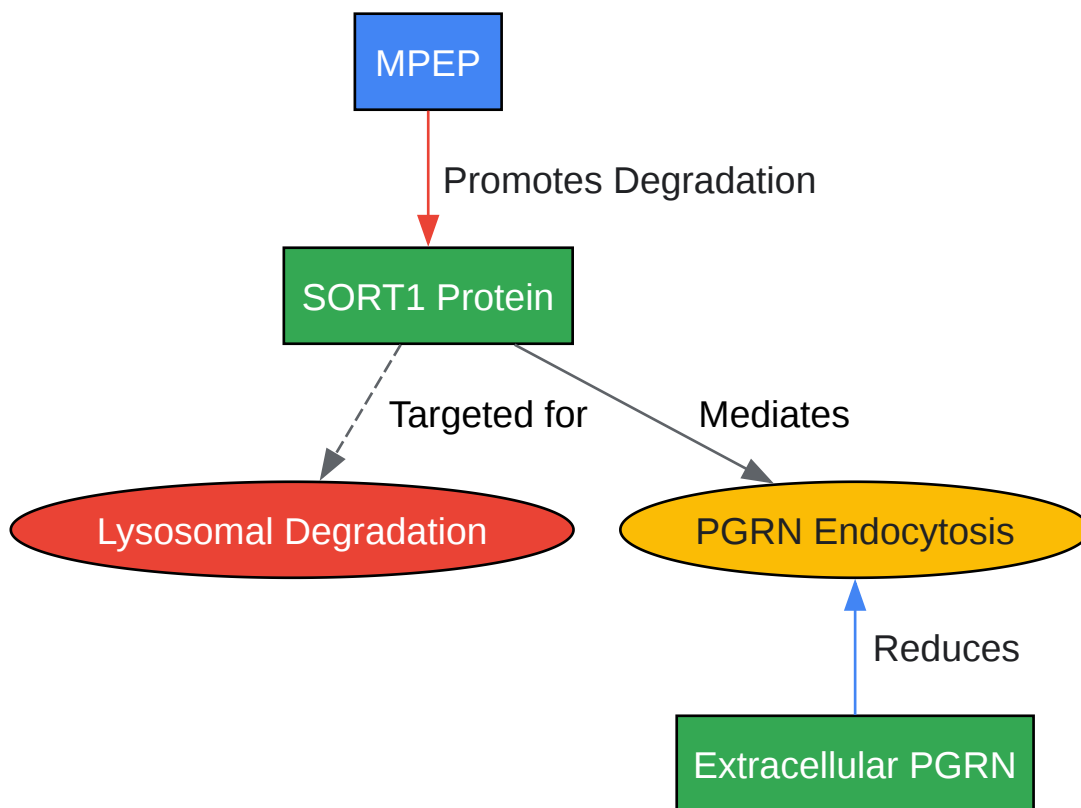 MPEP
Promotes Degradation
SORT1 Protein
Targeted for
Mediates
Lysosomal Degradation
PGRN Endocytosis
Reduces
Extracellular PGRN